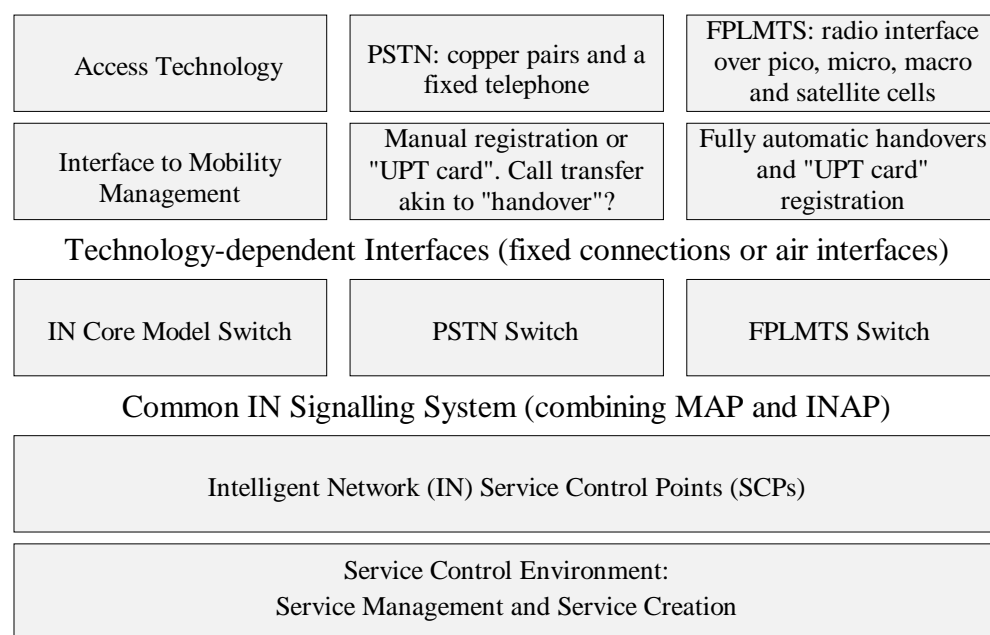 Access Technology
PSTN: copper pairs and a
fixed telephone
FPLMTS: radio interface
over pico, micro, macro
and satellite cells
Interface to Mobility
Management
Manual registration or
"UPT card". Call transfer
akin to "handover"?
Fully automatic handovers
and "UPT card"
registration
Technology-dependent Interfaces (fixed connections or air interfaces)
IN Core Model Switch
PSTN Switch
FPLMTS Switch
Common IN Signalling System (combining MAP and INAP)
Intelligent Network (IN) Service Control Points (SCPs)
Service Control Environment:
Service Management and Service Creation